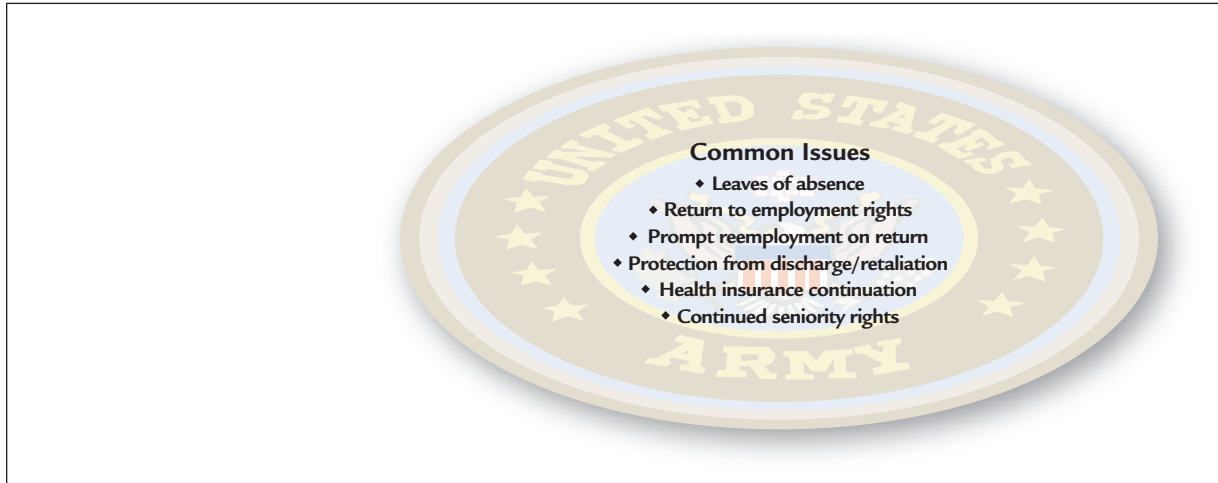 UNITED STATES
Common Issues
◆ Leaves of absence
◆ Return to employment rights
◆ Prompt reemployment on return
◆ Protection from discharge/retaliation
◆ Health insurance continuation
◆ Continued seniority rights
ARMY